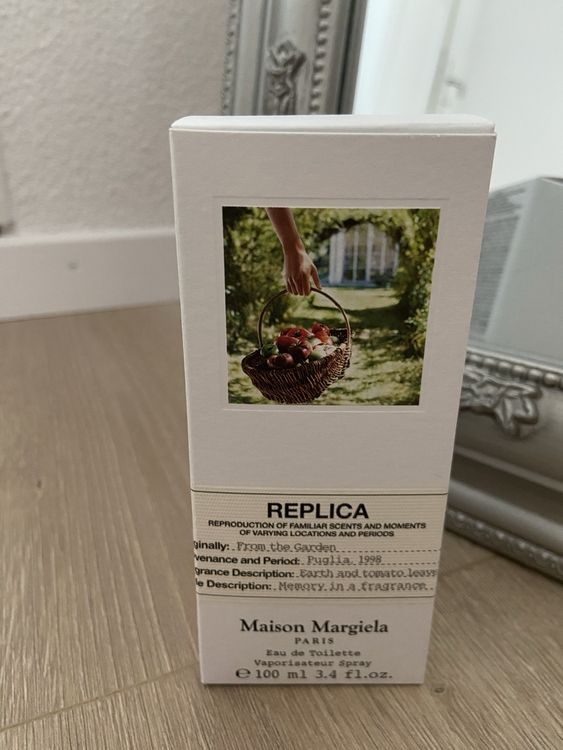 REPLICA
REPRODUCTION OF FAMILIAR SCENTS AND MOMENTS
OF VARYING LOCATIONS AND PERIODS
ginally: From the Garden
venance and Period: Puglia, 1998
grance Description: Earth and tomato leaves
le Description: Memory in a fragrance
Maison Margiela
PARIS
Eau de Toilette
Vaporisateur Spray
℮ 100 ml 3.4 fl.oz.